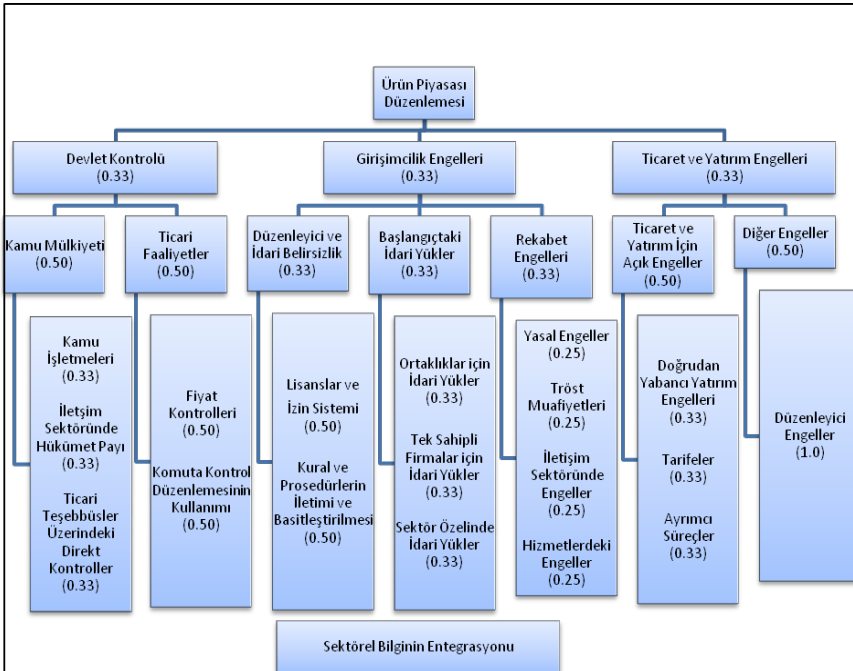 Ürün Piyasası
Düzenlemesi
Devlet Kontrolü
(0.33)
Girişimcilik Engelleri
(0.33)
Ticaret ve Yatırım Engelleri
(0.33)
Kamu Mülkiyeti
(0.50)
Ticari
Faaliyetler
(0.50)
Düzenleyici ve
İdari Belirsizlik
(0.33)
Başlangıçtaki
İdari Yükler
(0.33)
Rekabet
Engelleri
(0.33)
Ticaret ve
Yatırım İçin
Açık Engeller
(0.50)
Diğer Engeller
(0.50)
Kamu
İşletmeleri
(0.33)
İletşim
Sektöründe
Hükümet Payı
(0.33)
Ticari
Teşebbüsler
Üzerindeki
Direkt
Kontroller
(0.33)
Fiyat
Kontrolleri
(0.50)
Komuta Kontrol
Düzenlemesinin
Kullanımı
(0.50)
Lisanslar ve
İzin Sistemi
(0.50)
Kural ve
Prosedürlerin
İletimi ve
Basitleştirilmesi
(0.50)
Ortaklıklar için
İdari Yükler
(0.33)
Tek Sahipli
Firmalar için
İdari Yükler
(0.33)
Sektör Özelinde
İdari Yükler
(0.33)
Yasal Engeller
(0.25)
Tröst
Muafiyetleri
(0.25)
İletişim
Sektöründe
Engeller
(0.25)
Hizmetlerdeki
Engeller
(0.25)
Doğrudan
Yabancı Yatırım
Engelleri
(0.33)
Tarifeler
(0.33)
Ayrımcı
Süreçler
(0.33)
Düzenleyici
Engeller
(1.0)
Sektörel Bilginin Entegrasyonu